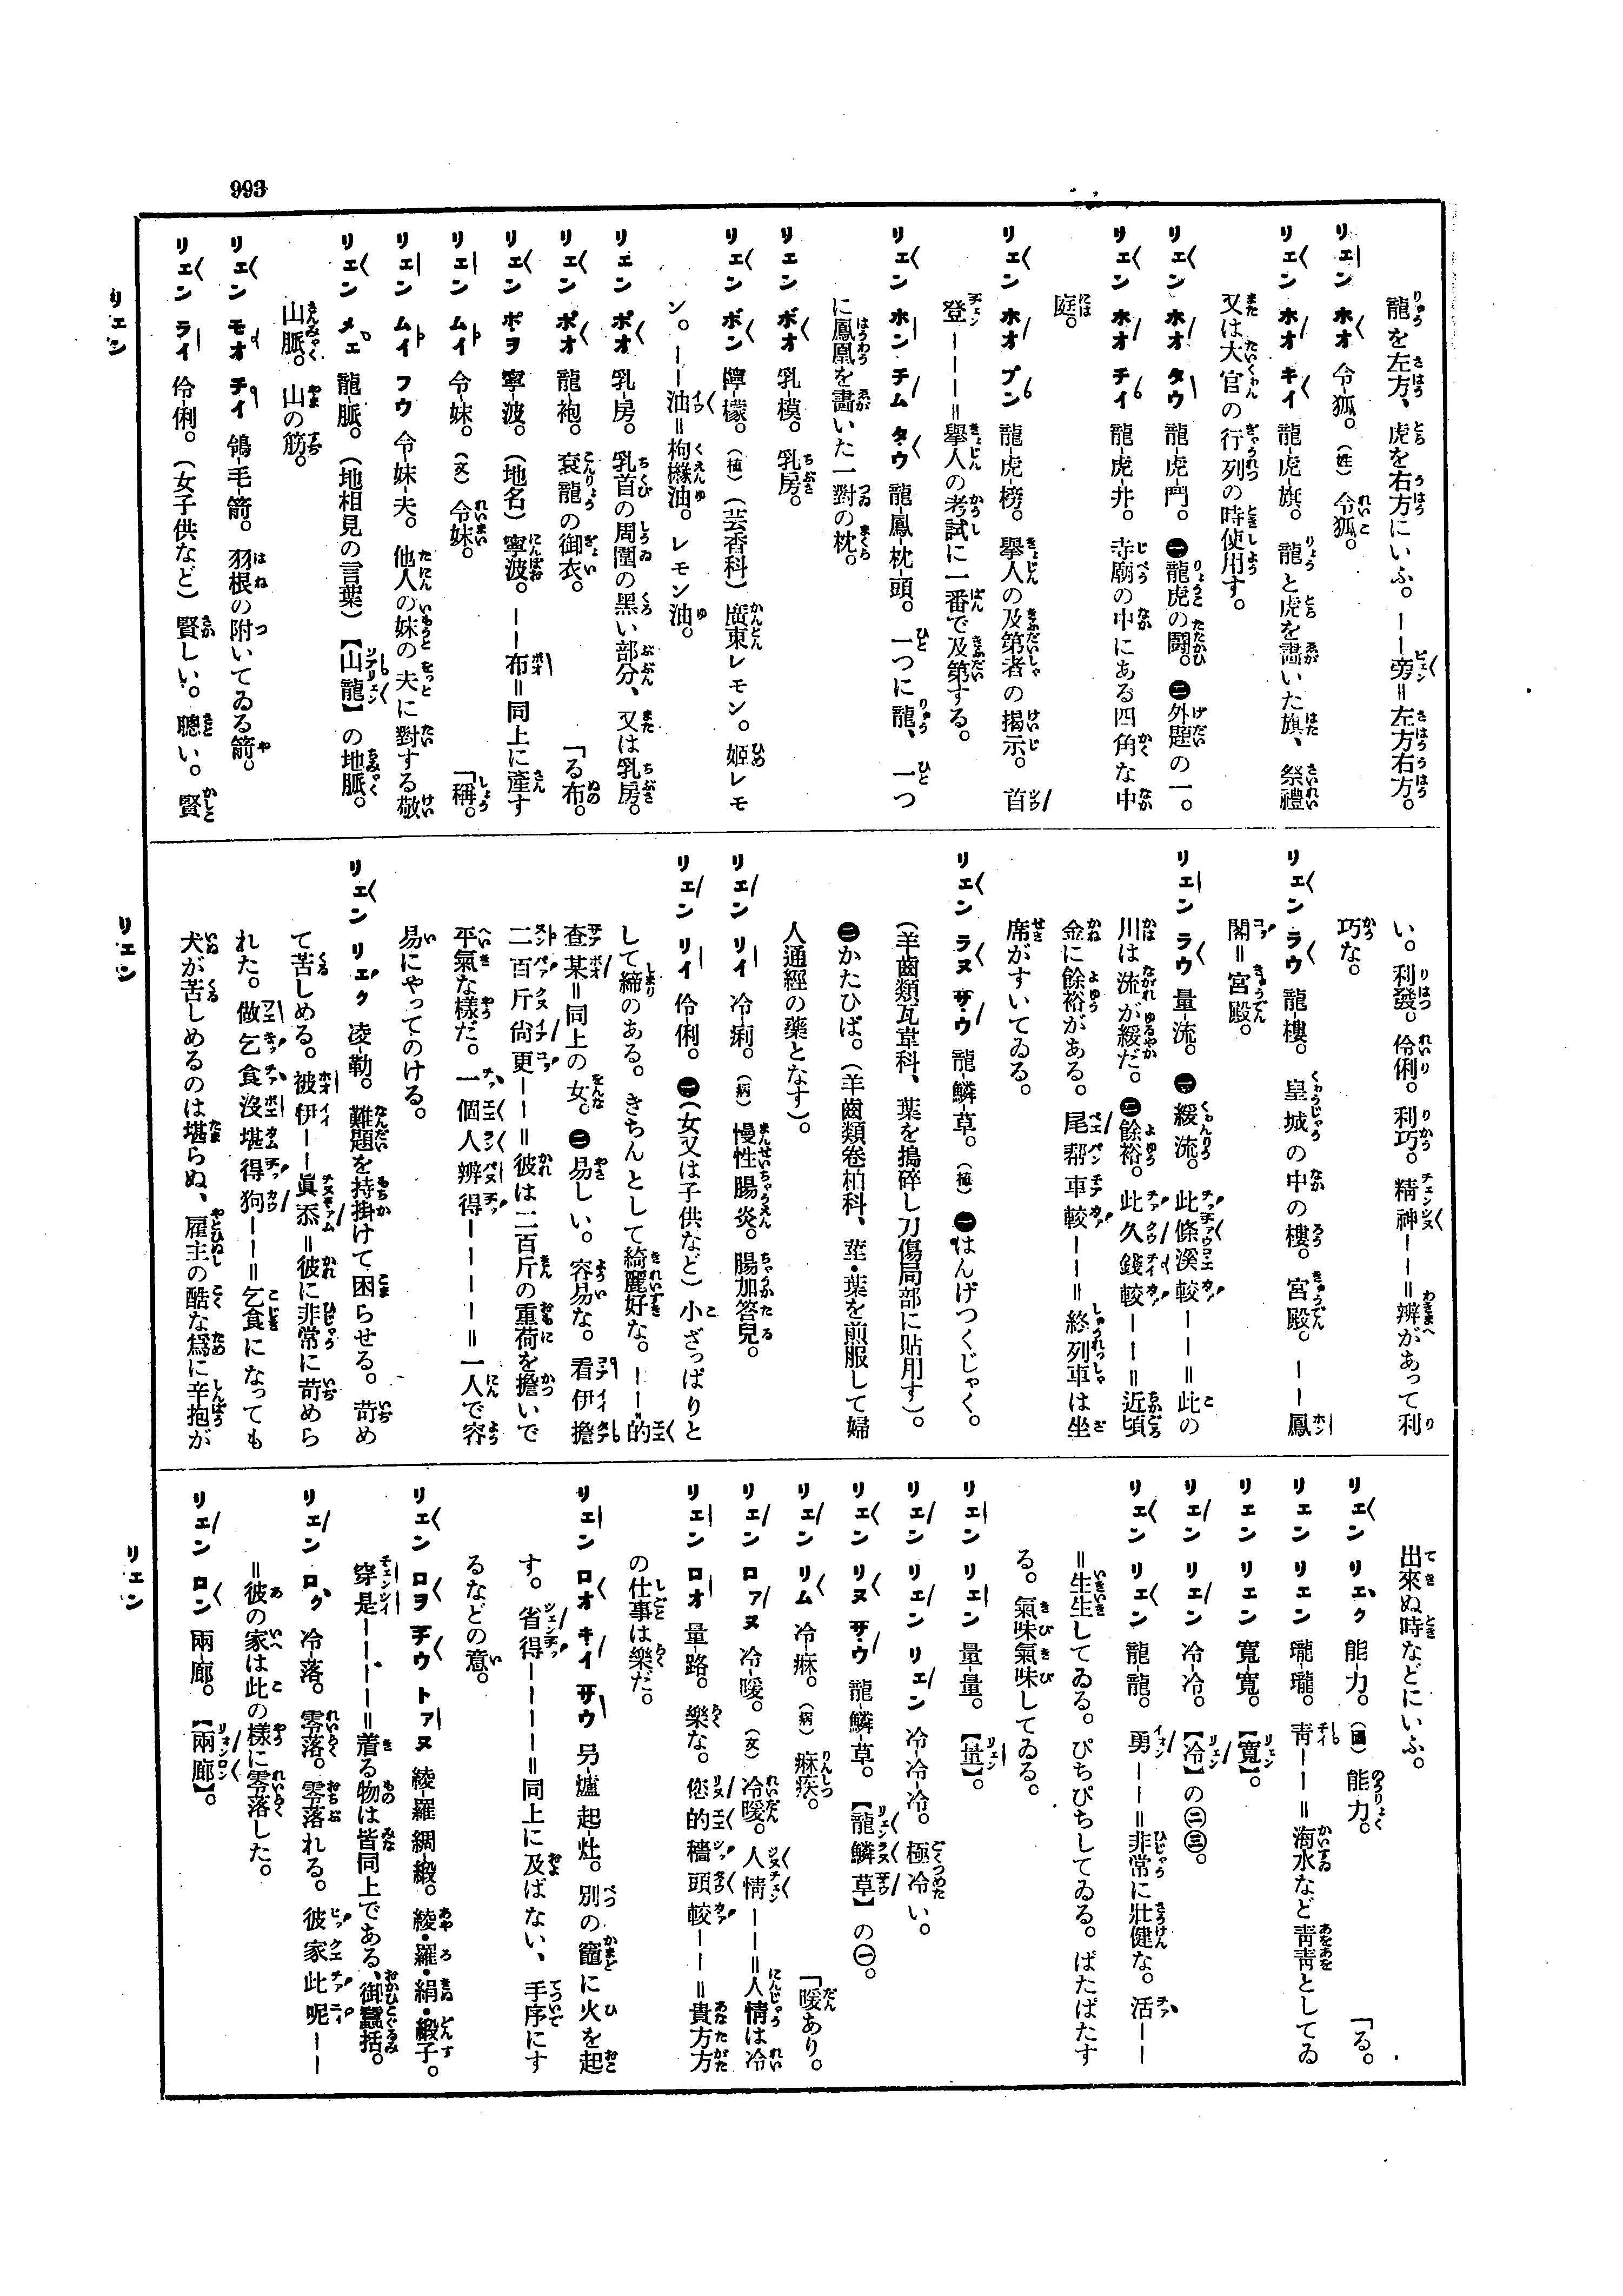 993
龍を左方、虎を右方にいふ。——旁＝左方右方。
リエン ホオ 令-狐。(姓)令狐。
リエン ホオ キイ 龍-虎-旗。龍と虎を畵いた旗、祭禮
又は大官の行列の時使用す。
リエン ホオ タウ 龍-虎-鬥。㊀龍虎の鬪。㊁外題の一。
リエン ホオ チイ 龍-虎-井。寺廟の中にある四角な中
庭。
リエン ホオ プン 龍-虎-榜。擧人の及第者の揭示。首
登———＝擧人の考試に一番で及第する。
リエン ホン チム タウ 龍-鳳-枕-頭。一つに龍、一つ
に鳳凰を畵いた一對の枕。
リエン ボオ 乳-模。乳房。
リエン ボン 檸-檬。(植)(芸香科)廣東レモン。姬レモ
ン。——油＝枸櫞油。レモン油。
リエン ポオ 乳-房。乳首の周圍の黑い部分、又は乳房。
リエン ポオ 龍-袍。袞龍の御衣。「る布。
リエン ポヲ 寧-波。(地名)寧波。——布＝同上に產す
リエン ムイ 令-妹。(文)令妹。「稱。
リエン ムイ フウ 令-妹-夫。他人の妹の夫に對する敬
リエン メェ 龍-脈。(地相見の言葉)【山龍】の地脈。
山脈。山の筋。
リエン モオ チイ 鴒-毛-箭。羽根の附いてゐる箭。
リエン ライ 伶-俐。(女子供など)賢しい。聰い。賢
リエン
い。利發。伶俐。利巧。精神——＝辨があって利
巧な。
リエン ラウ 龍-樓。皇城の中の樓。宮殿。——鳳
閣＝宮殿。
リエン ラウ 量-流。㊀緩流。此條溪較——＝此の
川は流が緩だ。㊁餘裕。此久錢較——＝近頃
金に餘裕がある。尾帮車較——＝終列車は坐
席がすいてゐる。
リエン ラヌ サウ 龍-鱗-草。(植)㊀はんげつくじゃく。
(羊齒類瓦韋科、葉を搗碎し刀傷局部に貼用す)。
㊁かたひば。(羊齒類卷柏科、莖・葉を煎服して婦
人通經の藥となす)。
リエン リイ 冷-痢。(病)慢性腸炎。腸加答兒。
リエン リイ 伶-俐。㊀(女又は子供など)小ざっぱりと
して締のある。きちんとして綺麗好な。——的
查某＝同上の女。㊁易しい。容易な。看伊擔
二百斤尙更——＝彼は二百斤の重荷を擔いで
平氣な樣だ。一個人辨得————＝一人で容
易にやってのける。
リエン リエク 凌-勒。難題を持掛けて困らせる。苛め
て苦しめる。被伊——眞忝＝彼に非常に苛めら
れた。做乞食沒堪得狗——＝乞食になっても
犬が苦しめるのは堪らぬ、雇主の酷な爲に辛抱が
リエン
出來ぬ時などにいふ。
リエン リエク 能力。(國)能力。「る。
リエン リエン 瓏-瓏。靑——＝海水など靑靑としてゐ
リエン リエン 寬寬。【寬】。
リエン リエン 冷-冷。【冷】の㊁㊂。
リエン リエン 龍-龍。勇——＝非常に壯健な。活——
＝生生してゐる。ぴちぴちしてゐる。ぱたぱたす
る。氣味氣味してゐる。
リエン リエン 量-量。【量】。
リエン リエン リエン 冷-冷-冷。極冷い。
リエン リヌ サウ 龍-鱗-草。【龍鱗草】の㊀。
リエン リム 冷-痳。(病)痳疾。「暖あり。
リエン ロァヌ 冷-暖。(文)冷暖。人情——＝人情は冷
リエン ロオ 量-路。樂な。您的穡頭較——＝貴方方
の仕事は樂だ。
リエン ロオ キイ サウ 另-爐起-灶。別の竈に火を起
す。省得————＝同上に及ばない、手序にす
るなどの意。
リエン ロヲ チウ トァヌ 綾-羅綢-緞。綾・羅・絹・緞子。
穿是————＝着る物は皆同上である、御蠶括。
リエン ロク 冷-落。零落。零落れる。彼家此呢——
＝彼の家は此の樣に零落した。
リエン ロン 兩-廊。【兩廊】。
リエン